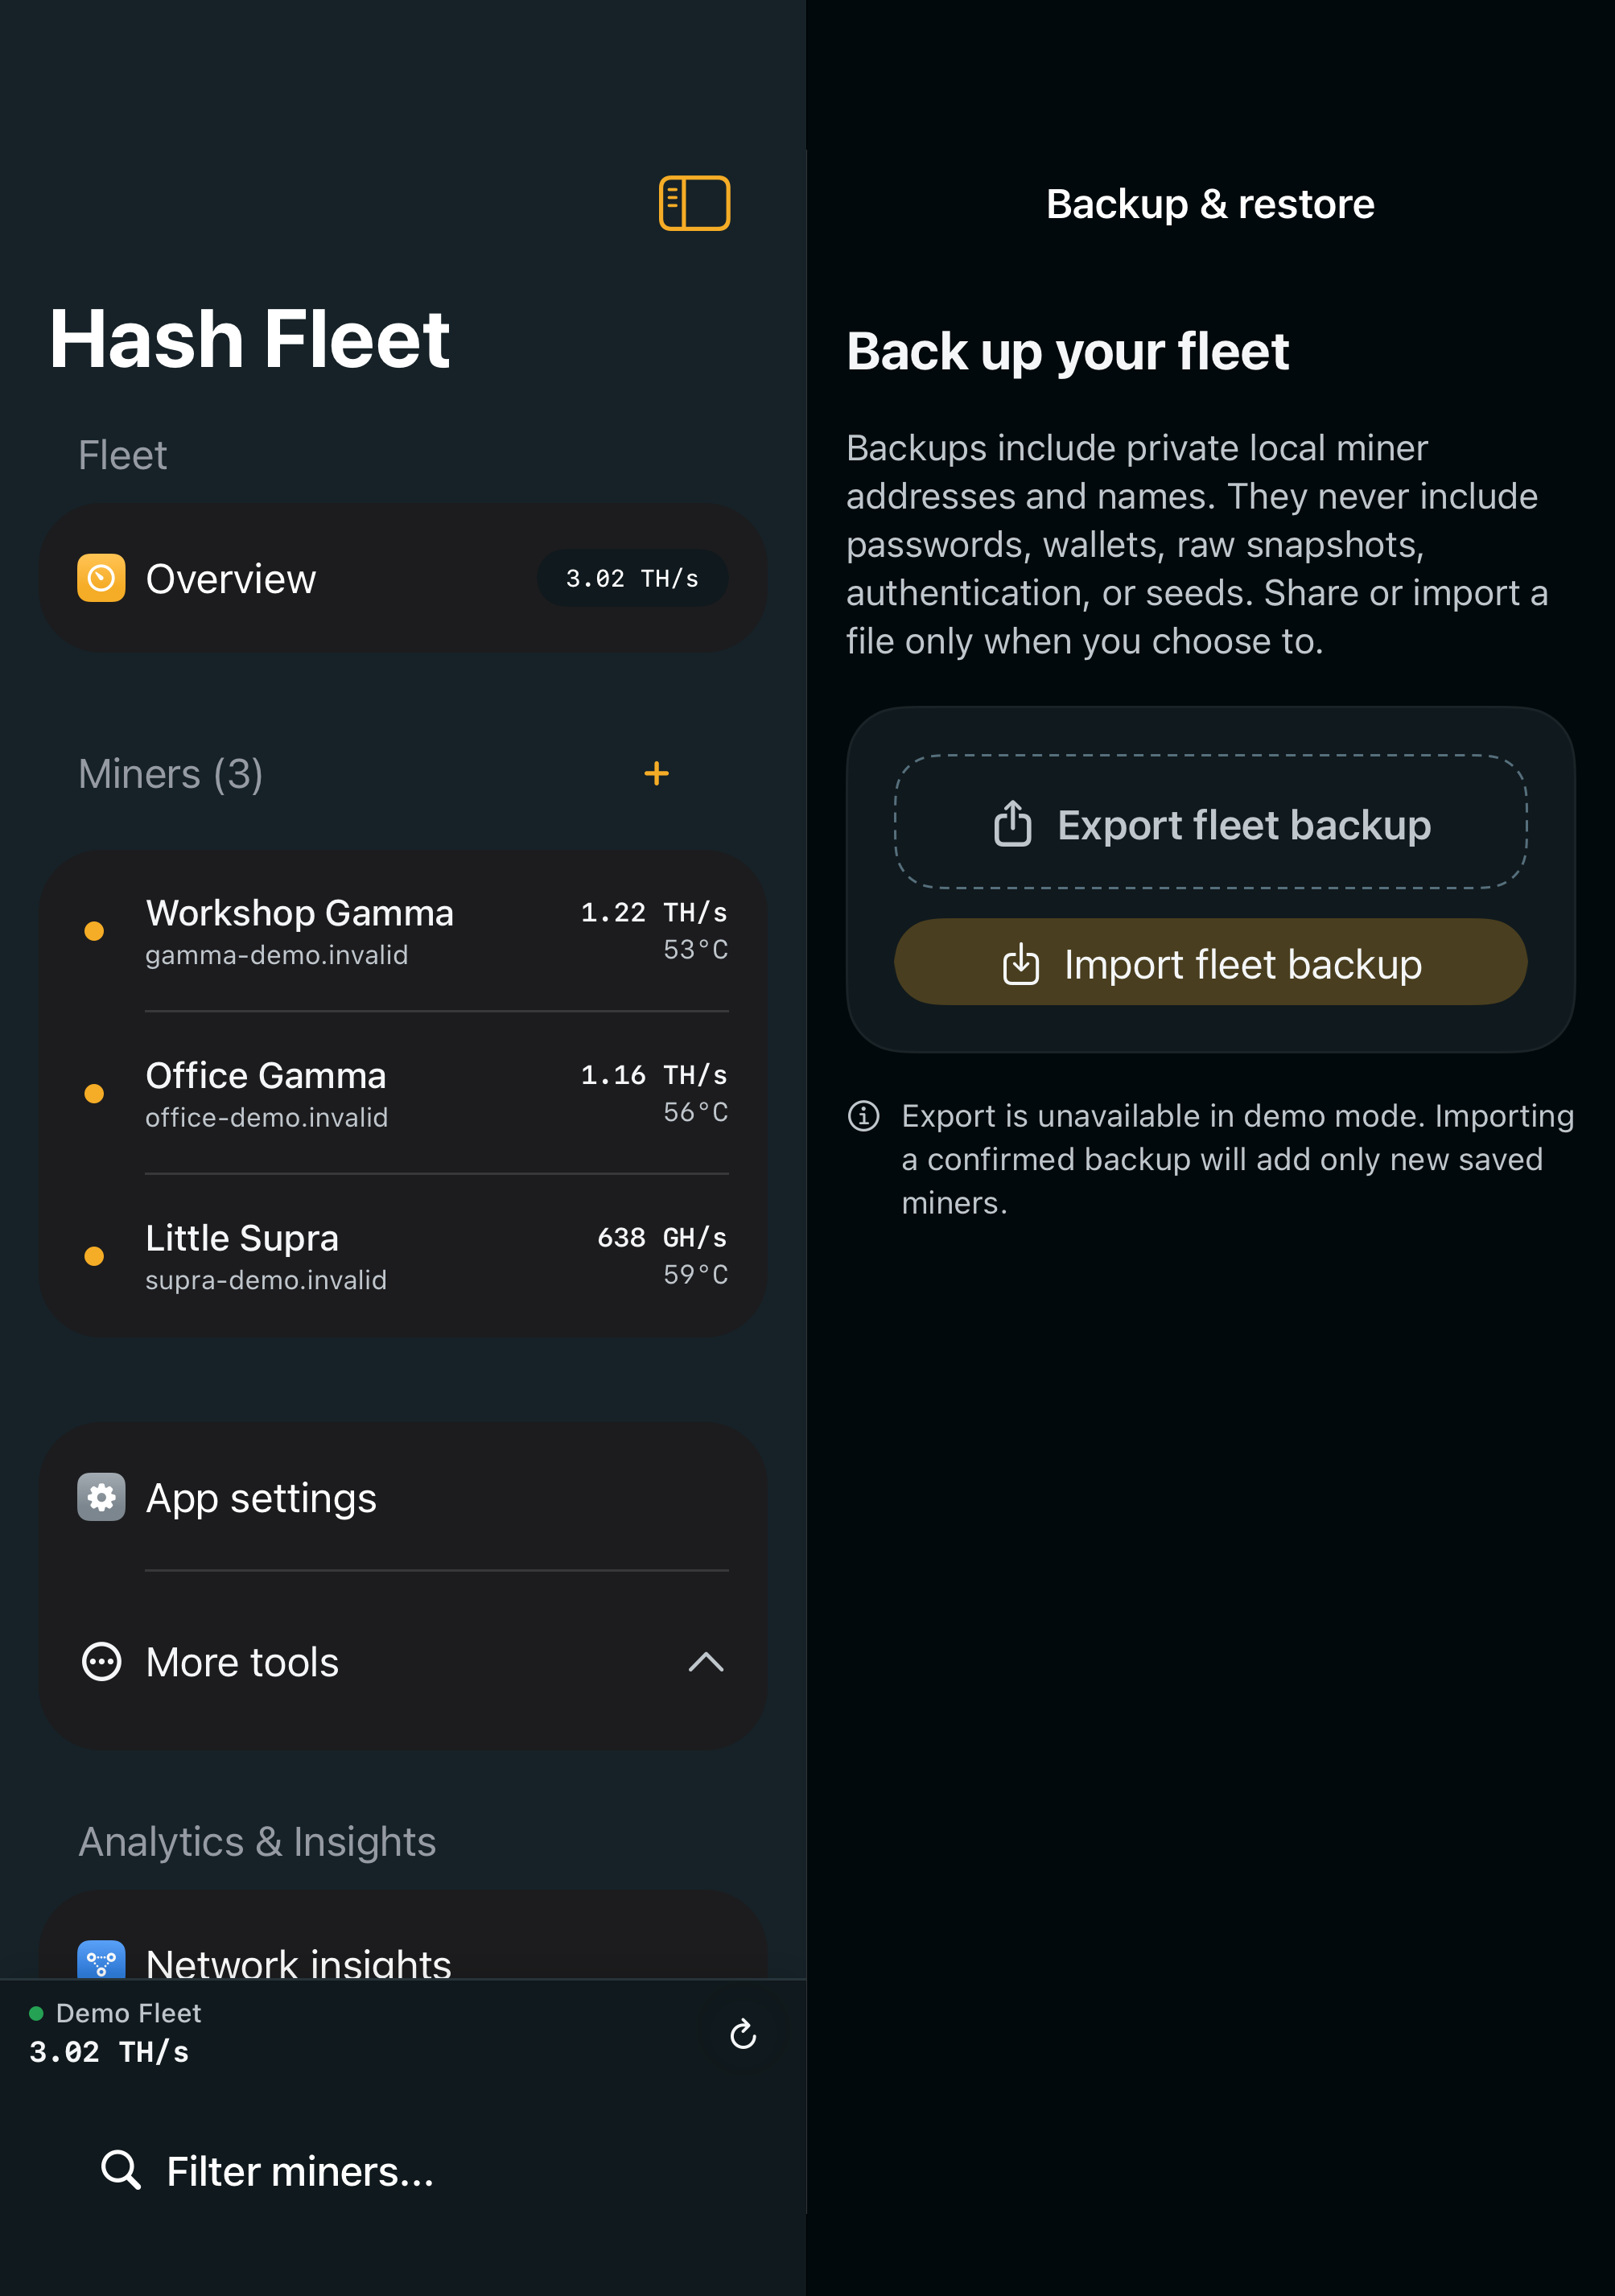 Hash Fleet
Fleet
Overview
3.02 TH/s
Miners (3)
+
Workshop Gamma
1.22 TH/s
gamma-demo.invalid
53°C
Office Gamma
1.16 TH/s
office-demo.invalid
56°C
Little Supra
638 GH/s
supra-demo.invalid
59°C
App settings
More tools
Analytics & Insights
Network insights
Demo Fleet
3.02 TH/s
Filter miners...
Backup & restore
Back up your fleet
Backups include private local miner
addresses and names. They never include
passwords, wallets, raw snapshots,
authentication, or seeds. Share or import a
file only when you choose to.
Export fleet backup
Import fleet backup
Export is unavailable in demo mode. Importing
a confirmed backup will add only new saved
miners.